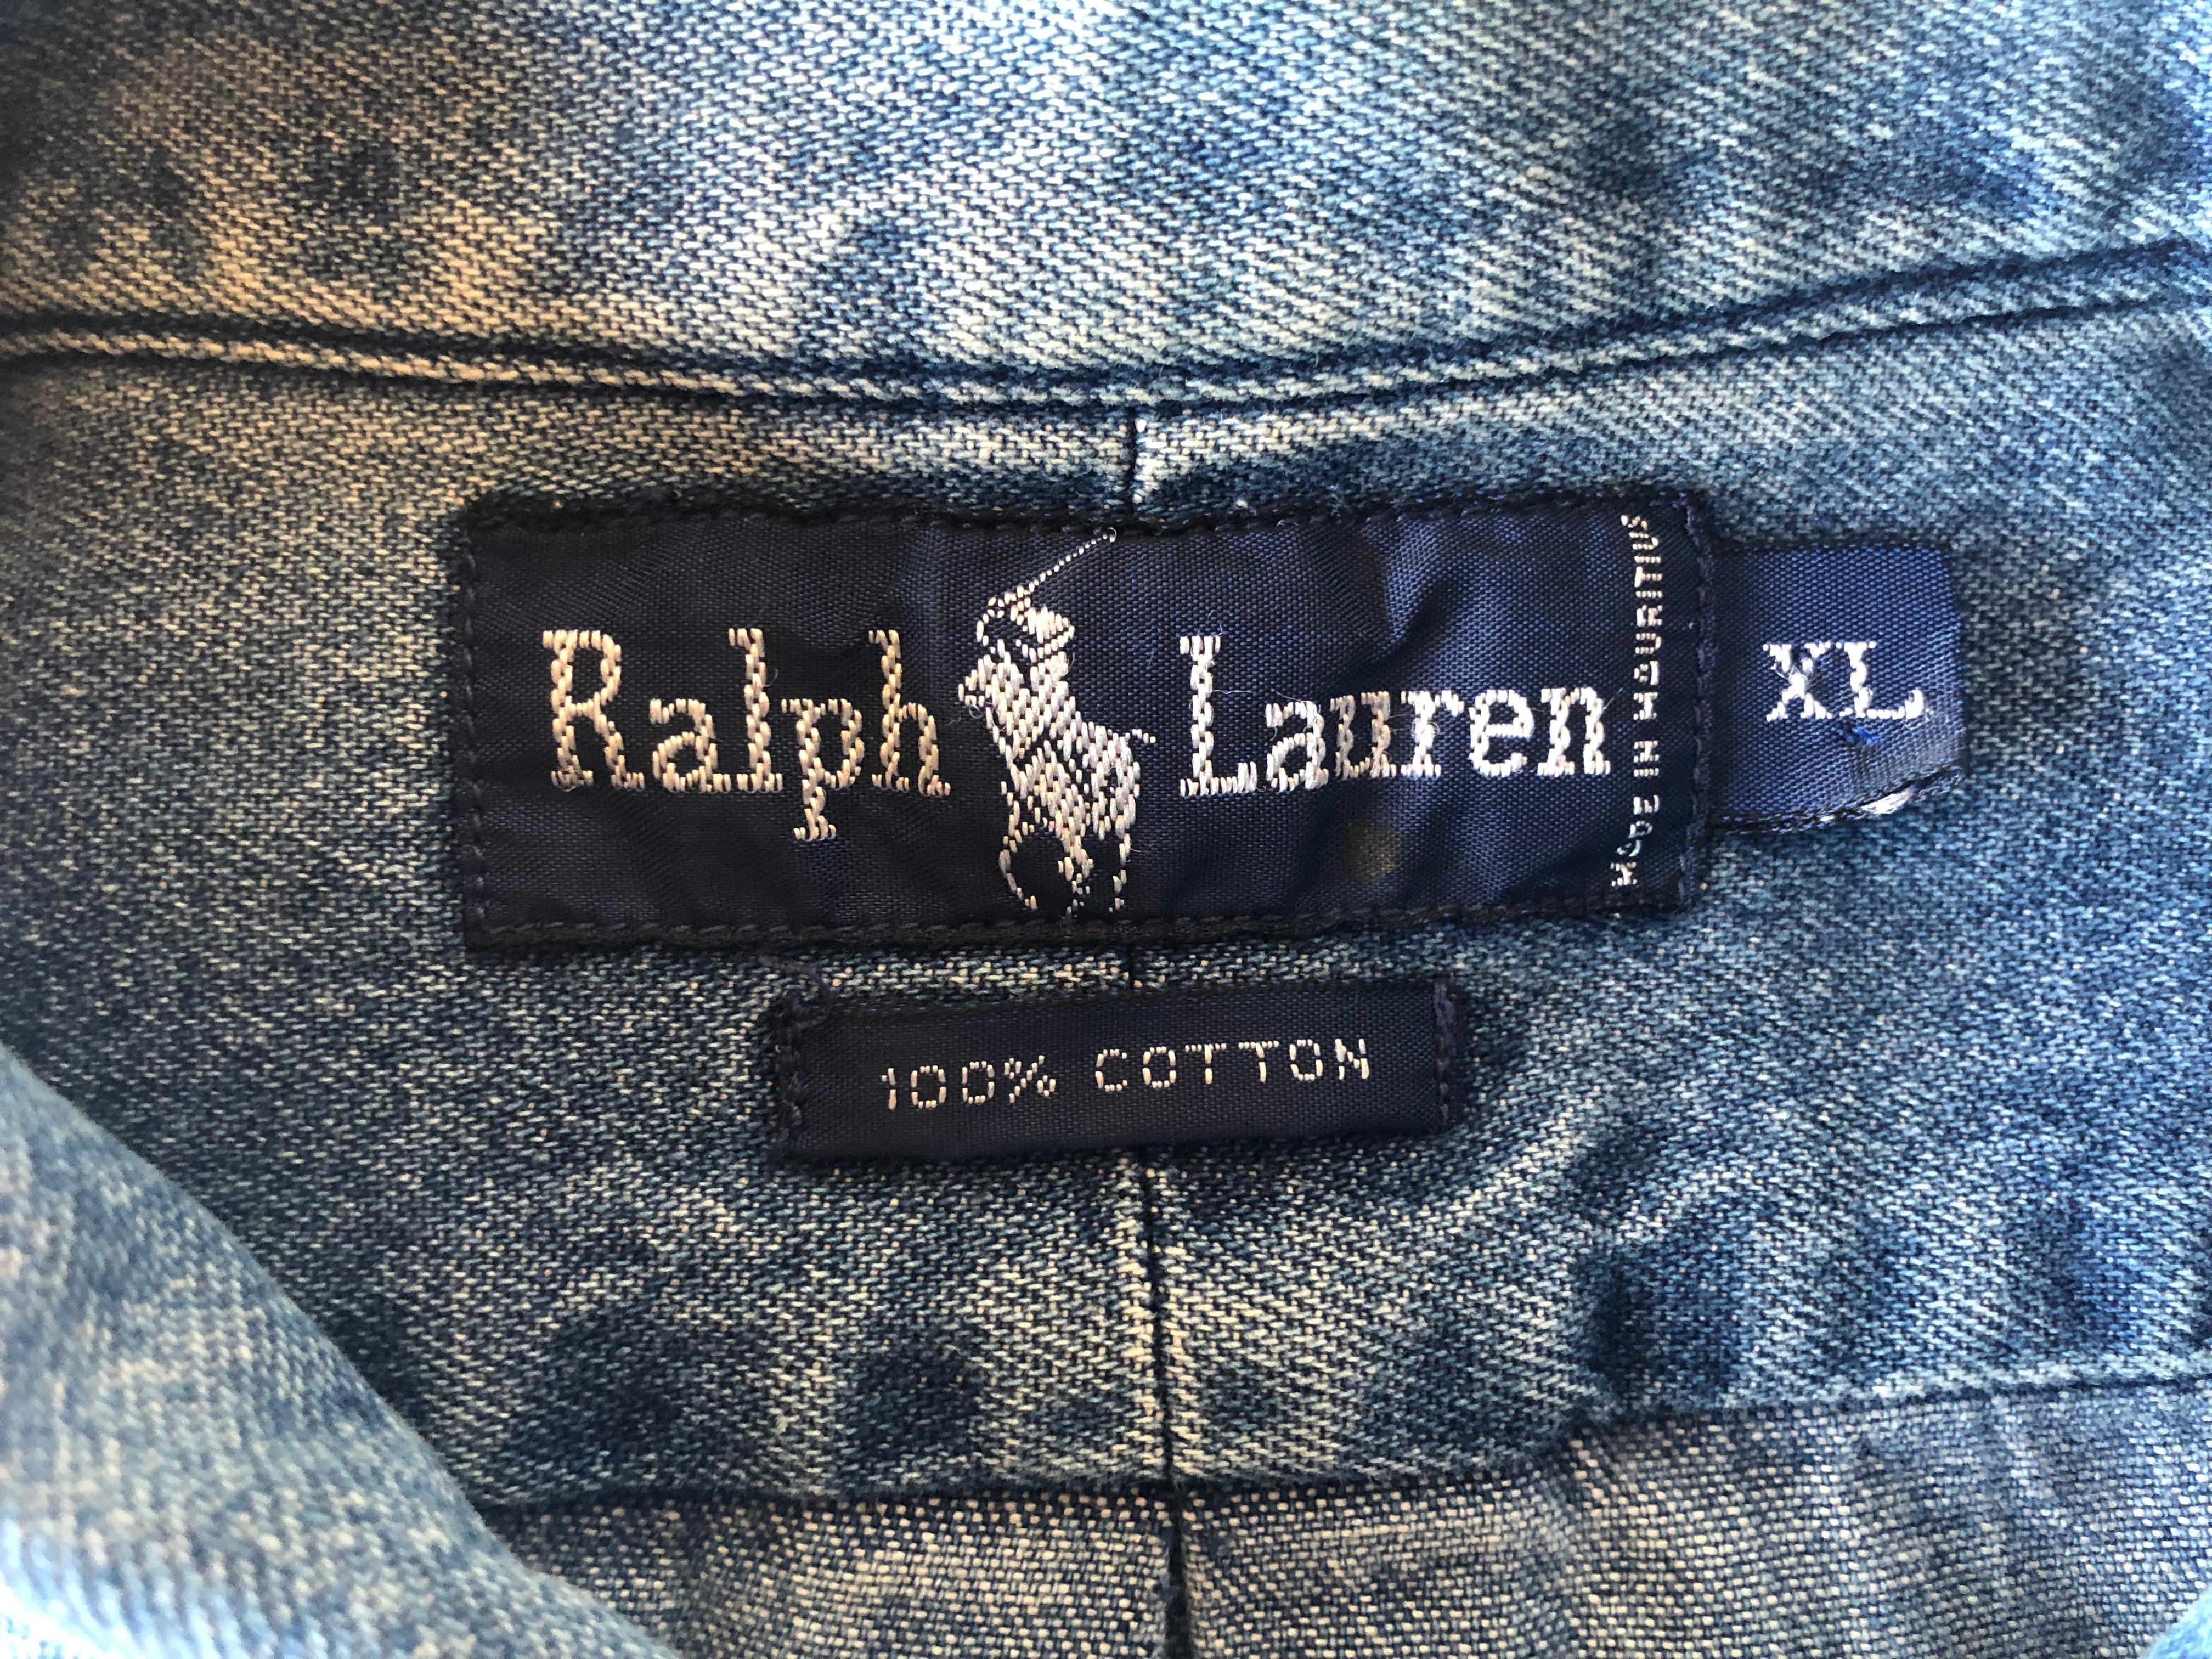 Ralph Lauren
MADE IN MAURITIUS
XL
100% COTTON